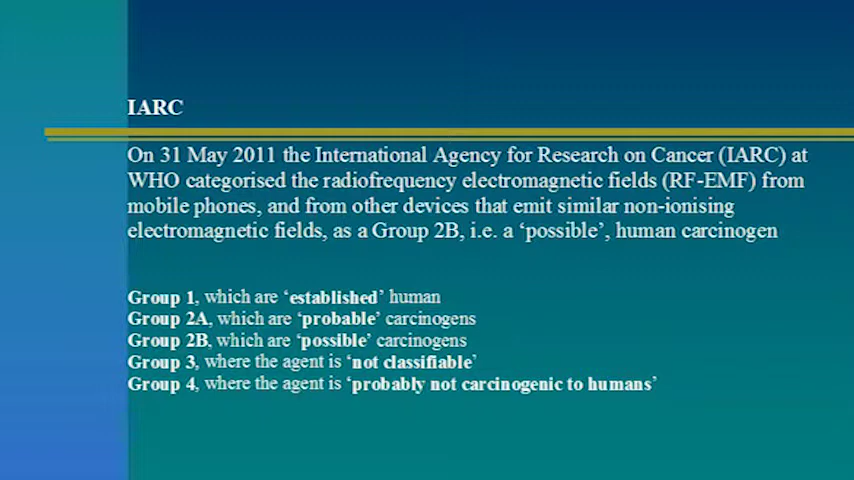 IARC
On 31 May 2011 the International Agency for Research on Cancer (IARC) at
WHO categorised the radiofrequency electromagnetic fields (RF-EMF) from
mobile phones, and from other devices that emit similar non-ionising
electromagnetic fields, as a Group 2B, i.e. a ‘possible’, human carcinogen
Group 1, which are ‘established’ human
Group 2A, which are ‘probable’ carcinogens
Group 2B, which are ‘possible’ carcinogens
Group 3, where the agent is ‘not classifiable’
Group 4, where the agent is ‘probably not carcinogenic to humans’